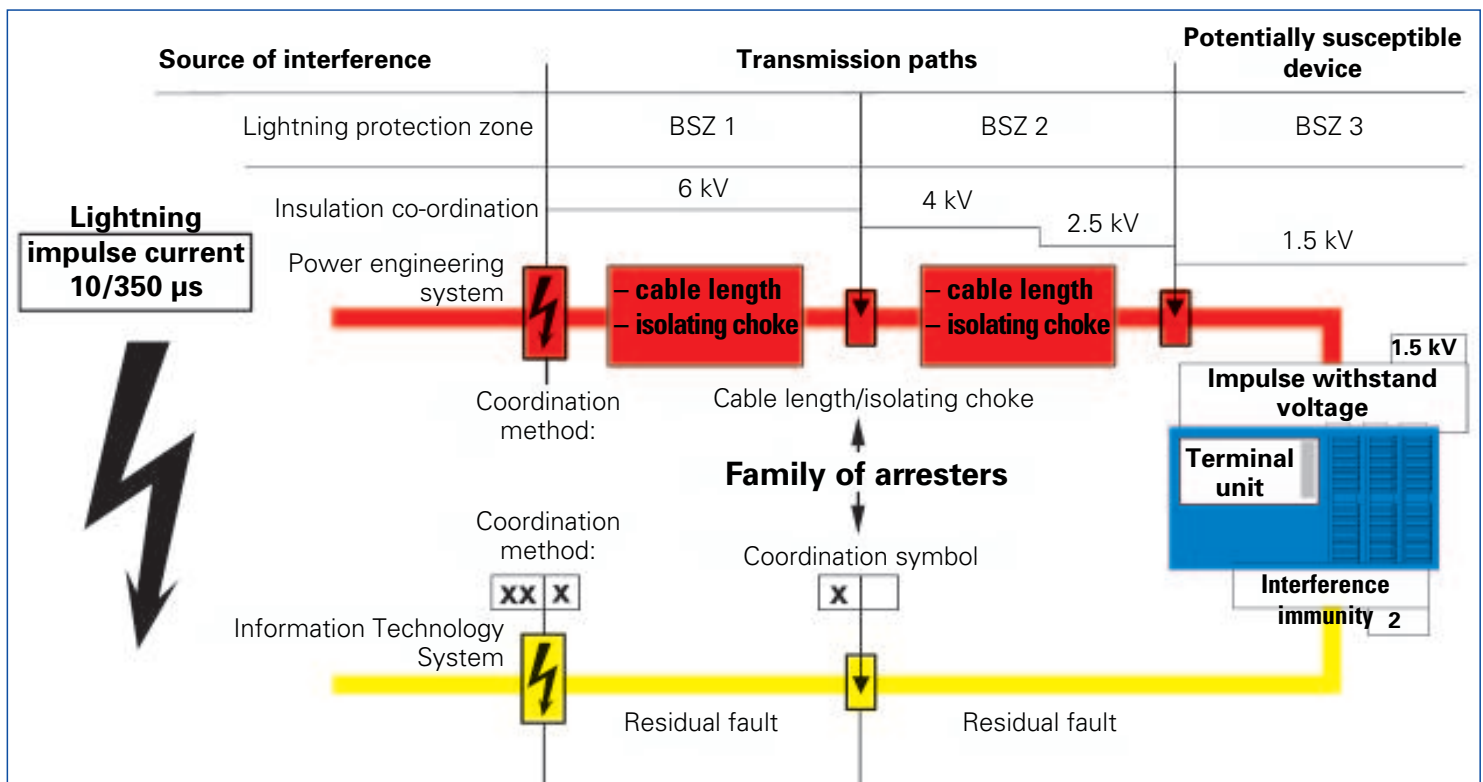 Source of interference
Transmission paths
Potentially susceptible
device
Lightning protection zone
BSZ 1
BSZ 2
BSZ 3
Insulation co-ordination
6 kV
4 kV
2.5 kV
1.5 kV
Lightning
impulse current
10/350 µs
Power engineering
system
– cable length
– isolating choke
– cable length
– isolating choke
1.5 kV
Impulse withstand
voltage
Coordination
method:
Cable length/isolating choke
Family of arresters
Terminal
unit
Coordination
method:
Coordination symbol
xx x
x
Interference
immunity 2
Information Technology
System
Residual fault
Residual fault